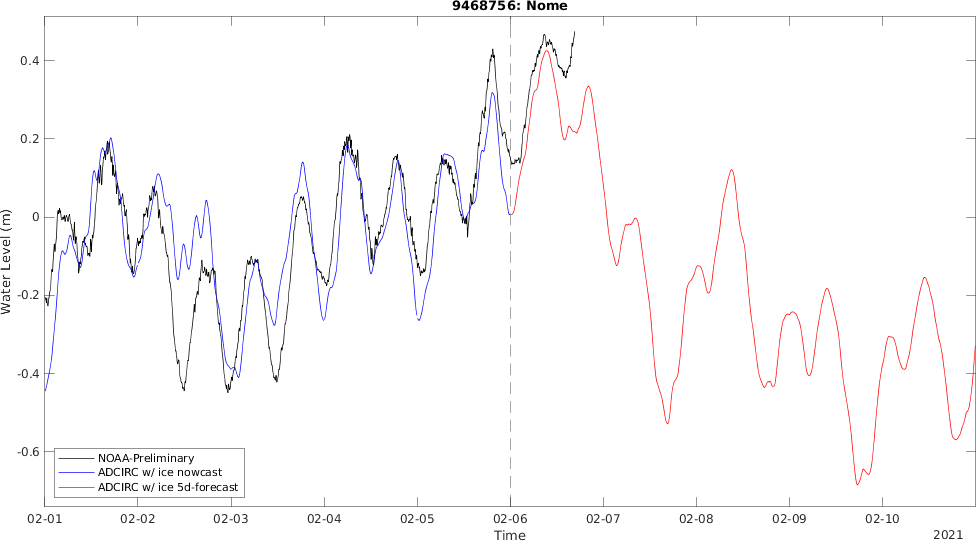 9468756: Nome
0.4
0.2
0
-0.2
-0.4
-0.6
Water Level (m)
NOAA-Preliminary
ADCIRC w/ ice nowcast
ADCIRC w/ ice 5d-forecast
02-01 02-02 02-03 02-04 02-05 02-06 02-07 02-08 02-09 02-10
Time
2021